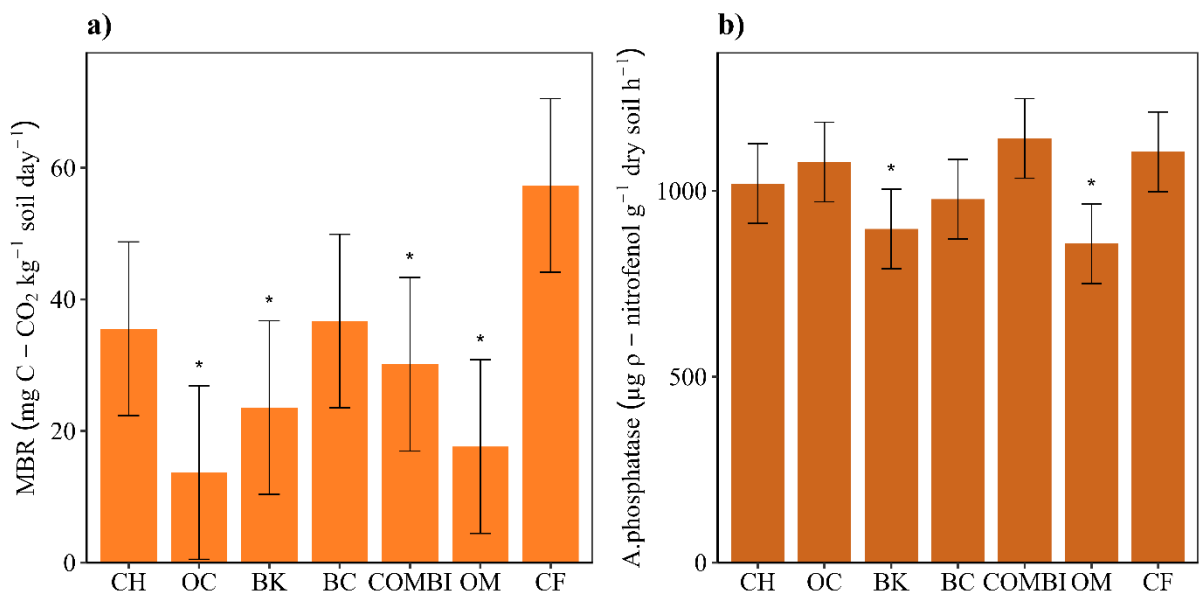 a)
MBR (mg C − CO₂ kg⁻¹ soil day⁻¹)
60
40
20
0
*
*
*
*
CH OC BK BC COMBI OM CF
b)
A.phosphatase (µg ρ − nitrofenol g⁻¹ dry soil h⁻¹)
1000
500
0
*
*
CH OC BK BC COMBI OM CF